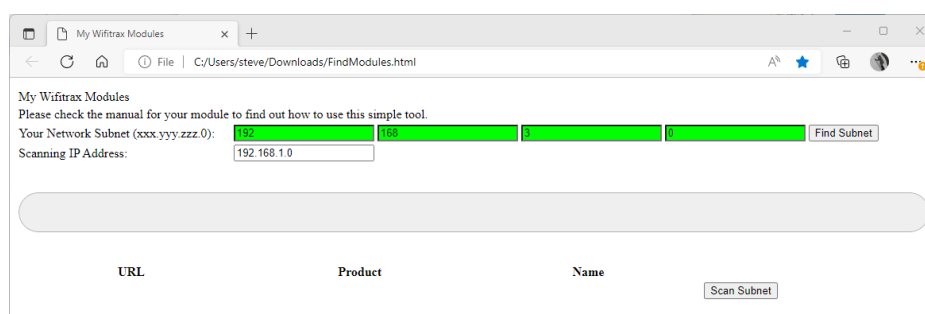 My Wifitrax Modules
File | C:/Users/steve/Downloads/FindModules.html
My Wifitrax Modules
Please check the manual for your module to find out how to use this simple tool.
Your Network Subnet (xxx.yyy.zzz.0): 192 168 3 0 Find Subnet
Scanning IP Address: 192.168.1.0
URL Product Name
Scan Subnet